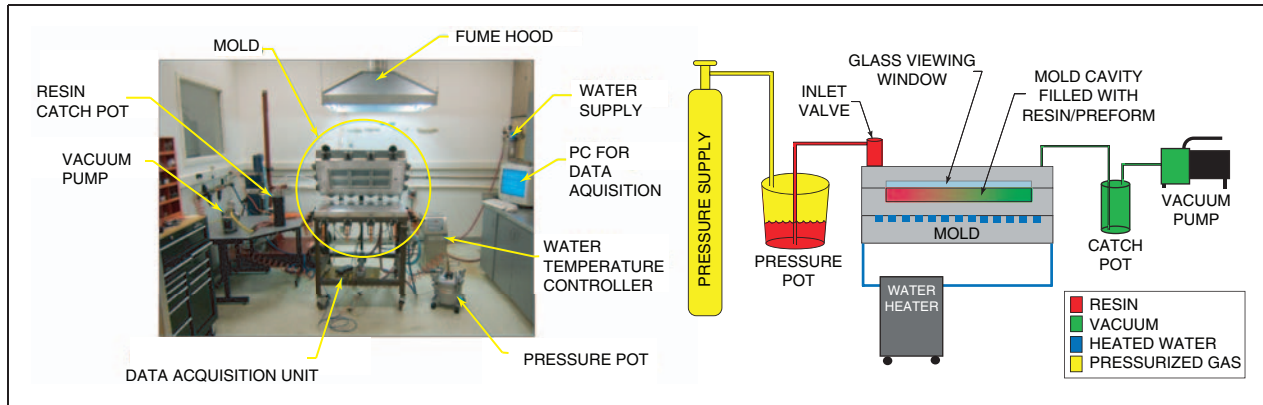 MOLD
FUME HOOD
RESIN
CATCH POT
VACUUM
PUMP
WATER
SUPPLY
PC FOR
DATA
AQUISITION
WATER
TEMPERATURE
CONTROLLER
PRESSURE POT
DATA ACQUISITION UNIT
PRESSURE SUPPLY
INLET
VALVE
GLASS VIEWING
WINDOW
MOLD CAVITY
FILLED WITH
RESIN/PREFORM
PRESSURE
POT
MOLD
WATER
HEATER
CATCH
POT
VACUUM
PUMP
RESIN
VACUUM
HEATED WATER
PRESSURIZED GAS